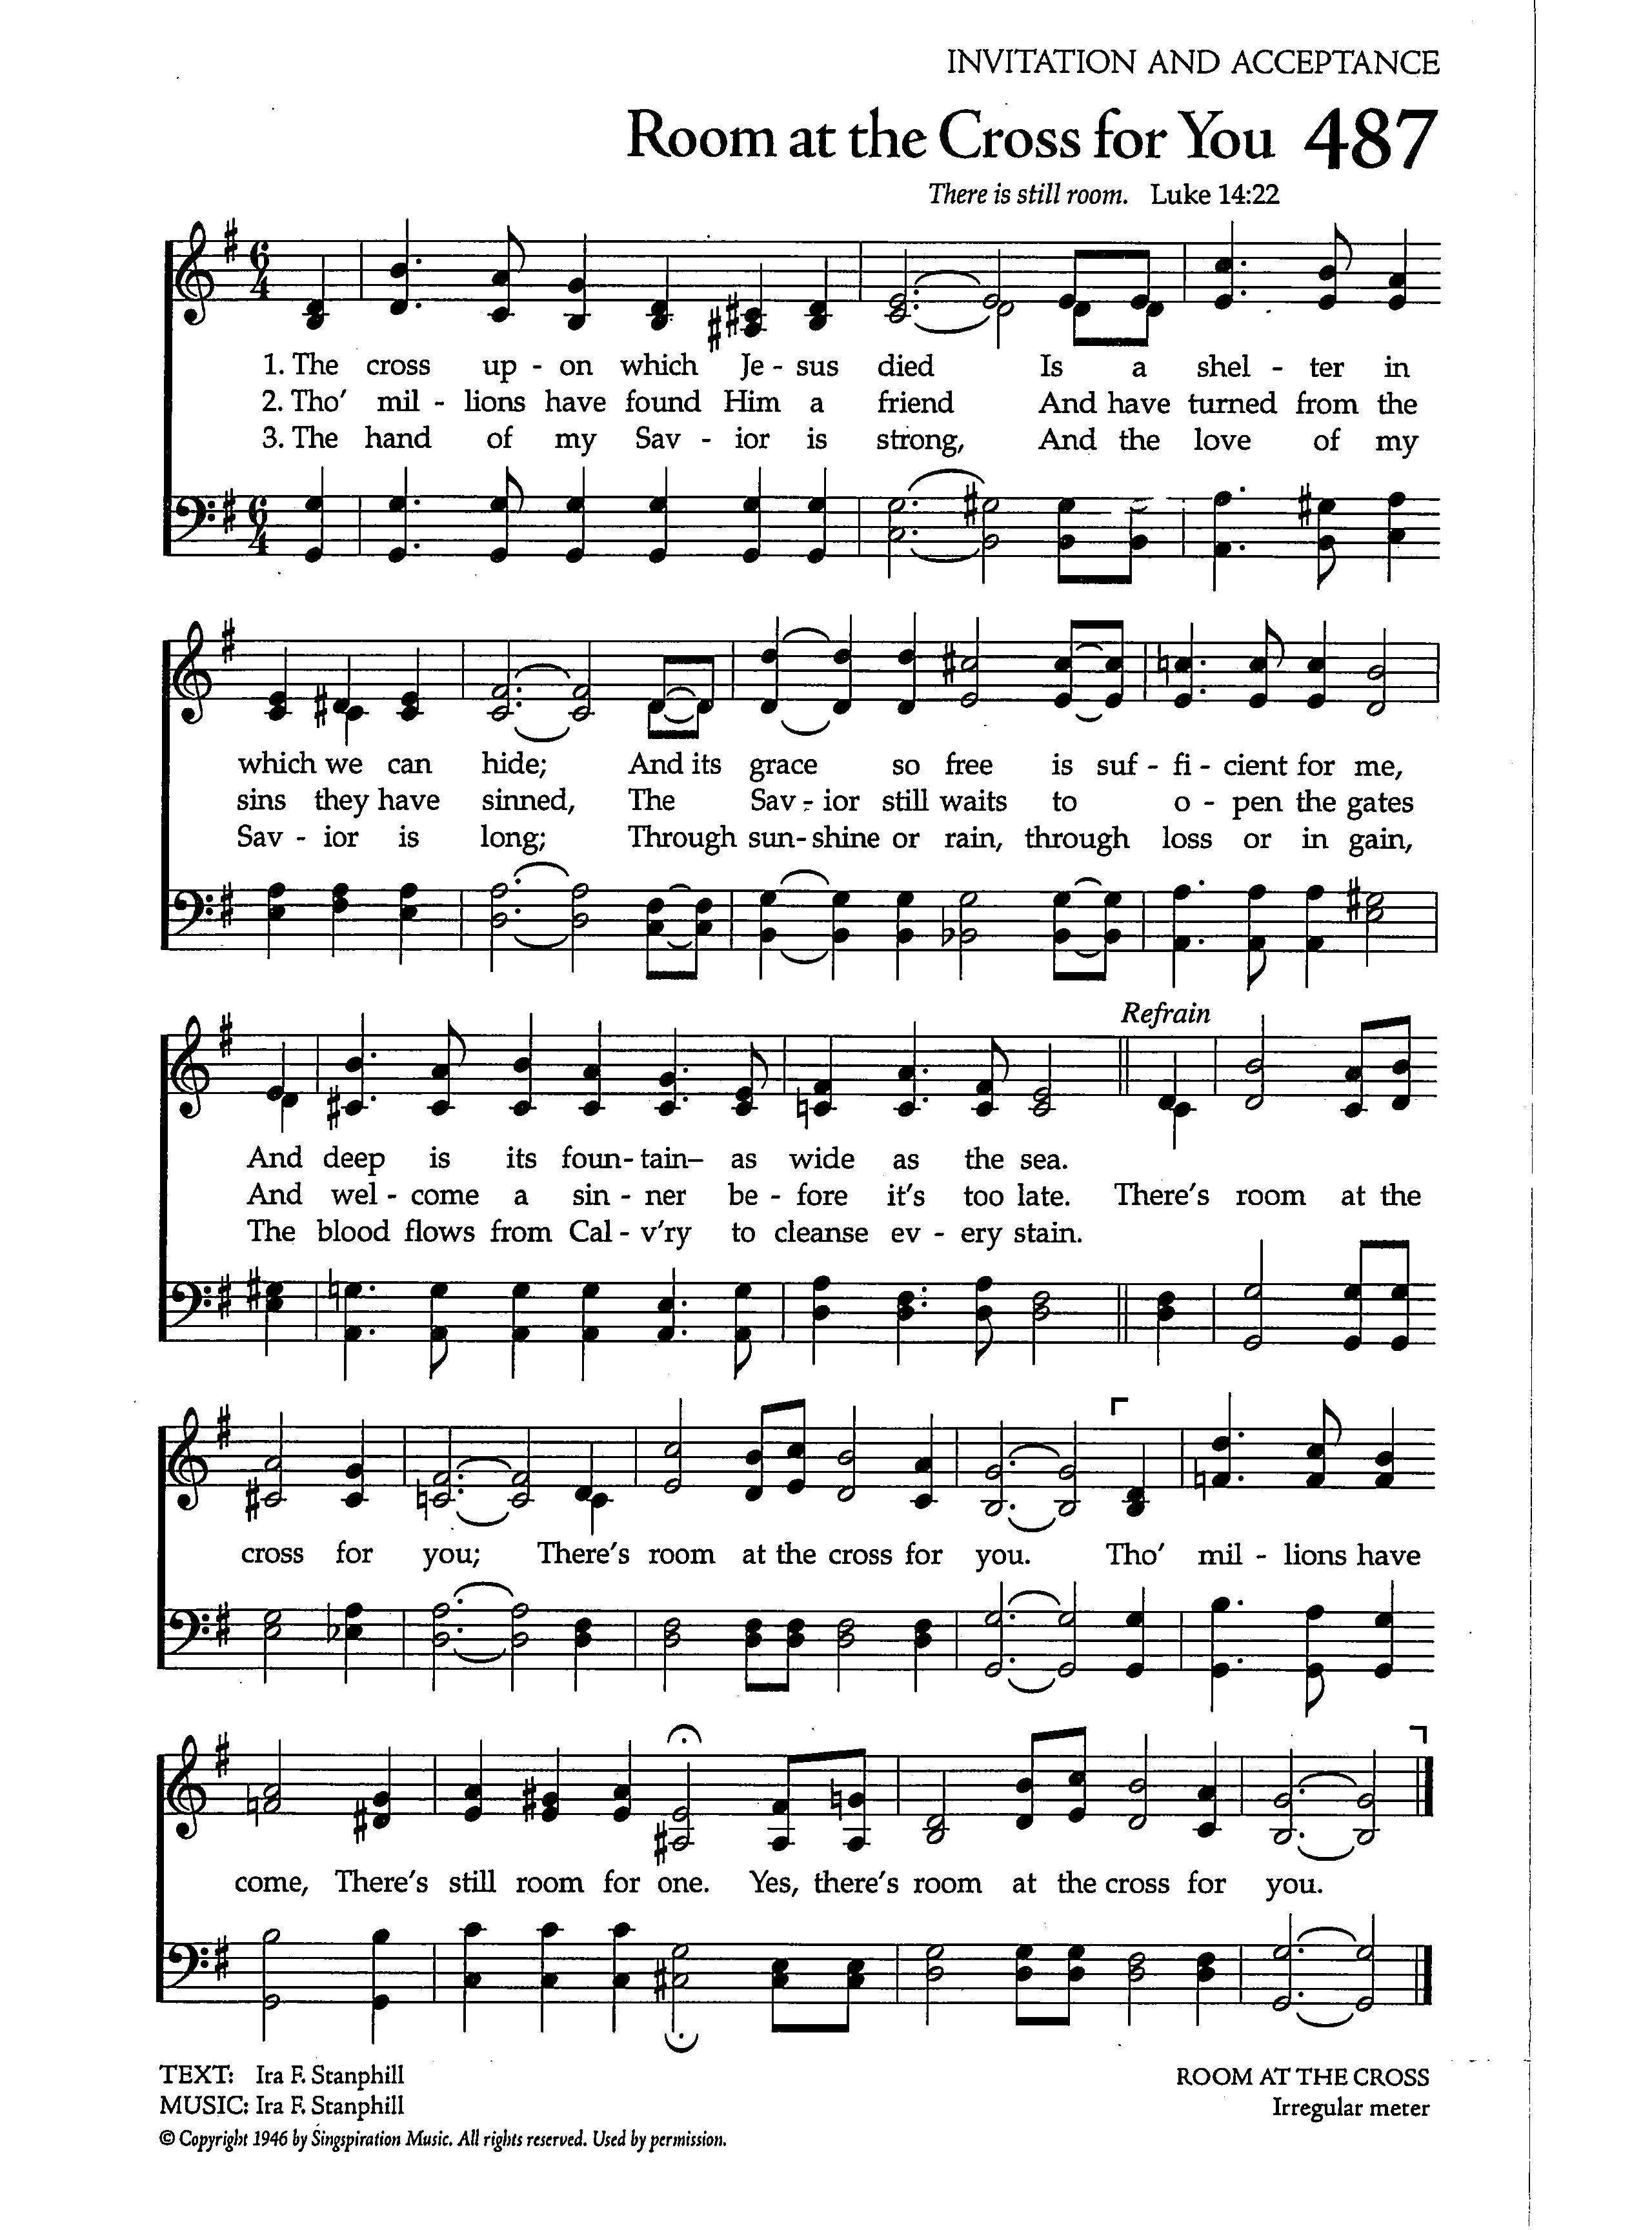 INVITATION AND ACCEPTANCE
Room at the Cross for You 487
There is still room. Luke 14:22
6
4
1. The cross up - on which Je - sus died Is a shel - ter in
2. Tho' mil - lions have found Him a friend And have turned from the
3. The hand of my Sav - ior is strong, And the love of my
6
4
which we can hide; And its grace so free is suf - fi - cient for me,
sins they have sinned, The Sav - ior still waits to o - pen the gates
Sav - ior is long; Through sun- shine or rain, through loss or in gain,
Refrain
And deep is its foun- tain– as wide as the sea.
And wel - come a sin - ner be - fore it's too late. There's room at the
The blood flows from Cal - v'ry to cleanse ev - ery stain.
cross for you; There's room at the cross for you. Tho' mil - lions have
come, There's still room for one. Yes, there's room at the cross for you.
TEXT: Ira F. Stanphill
MUSIC: Ira F. Stanphill
© Copyright 1946 by Singspiration Music. All rights reserved. Used by permission.
ROOM AT THE CROSS
Irregular meter